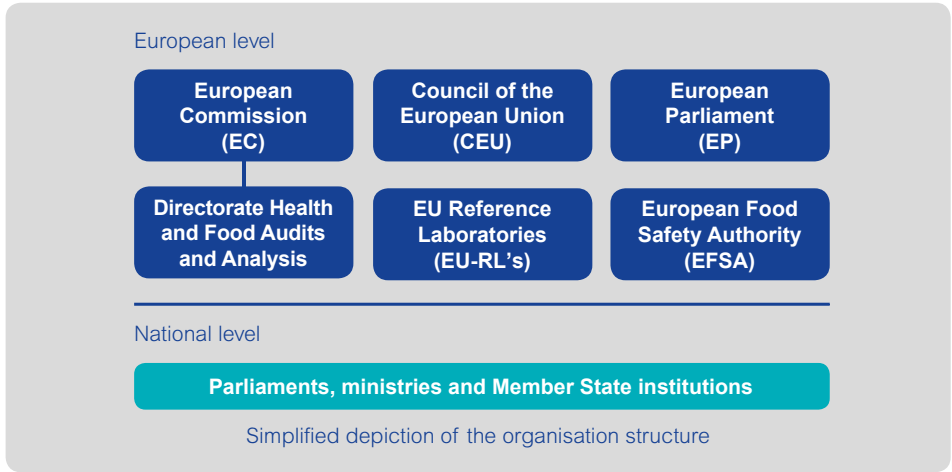 European level
European
Commission
(EC)
Council of the
European Union
(CEU)
European
Parliament
(EP)
Directorate Health
and Food Audits
and Analysis
EU Reference
Laboratories
(EU-RL's)
European Food
Safety Authority
(EFSA)
National level
Parliaments, ministries and Member State institutions
Simplified depiction of the organisation structure